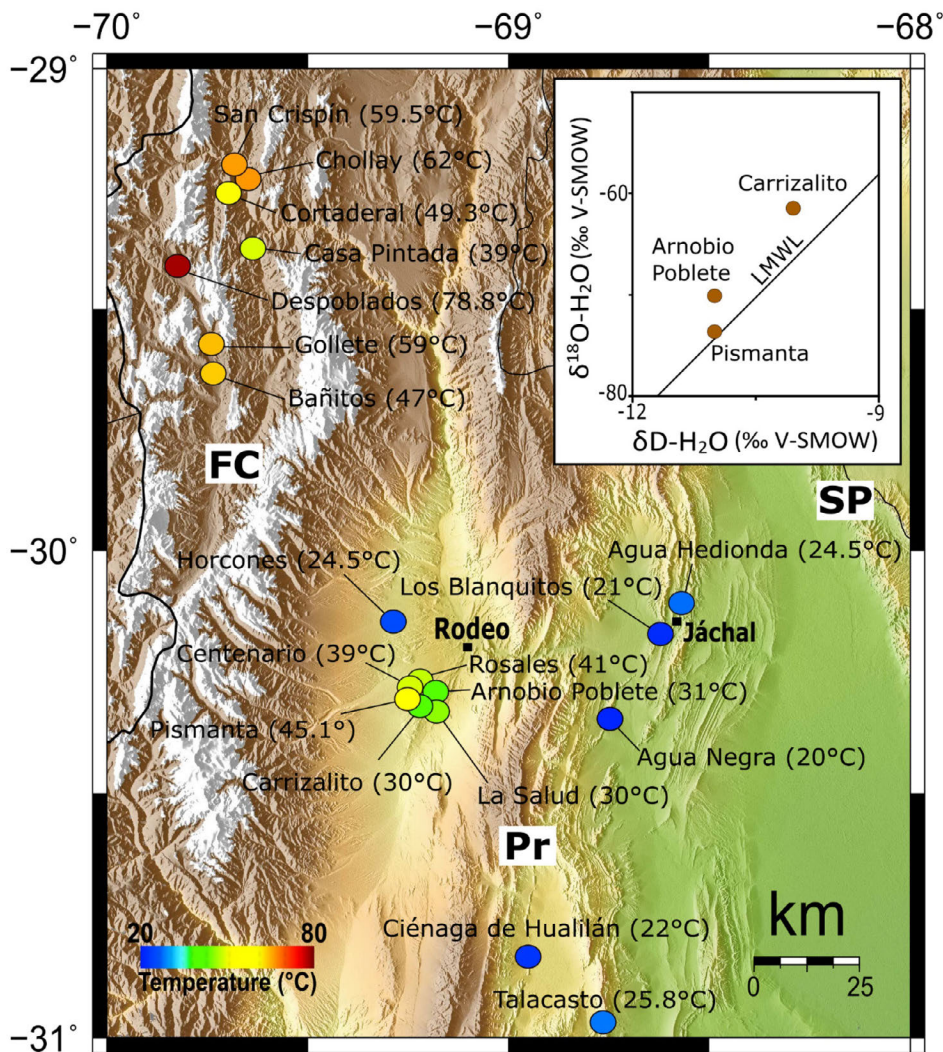 −70° −69° −68°
−29°
San Crispín (59.5°C)
Chollay (62°C)
Cortaderal (49.3°C)
Casa Pintada (39°C)
Despoblados (78.8°C)
Gollete (59°C)
Bañitos (47°C)
FC
δ¹⁸O-H₂O (‰ V-SMOW)
-60
Carrizalito
Arnobio
Poblete
LMWL
Pismanta
-80
-12 -9
δD-H₂O (‰ V-SMOW)
SP
−30°
Horcones (24.5°C)
Agua Hedionda (24.5°C)
Los Blanquitos (21°C)
Rodeo
Jáchal
Centenario (39°C)
Rosales (41°C)
Arnobio Poblete (31°C)
Pismanta (45.1°)
Agua Negra (20°C)
Carrizalito (30°C)
La Salud (30°C)
Pr
km
0 25
Ciénaga de Hualilán (22°C)
20 80
Temperature (°C)
Talacasto (25.8°C)
−31°